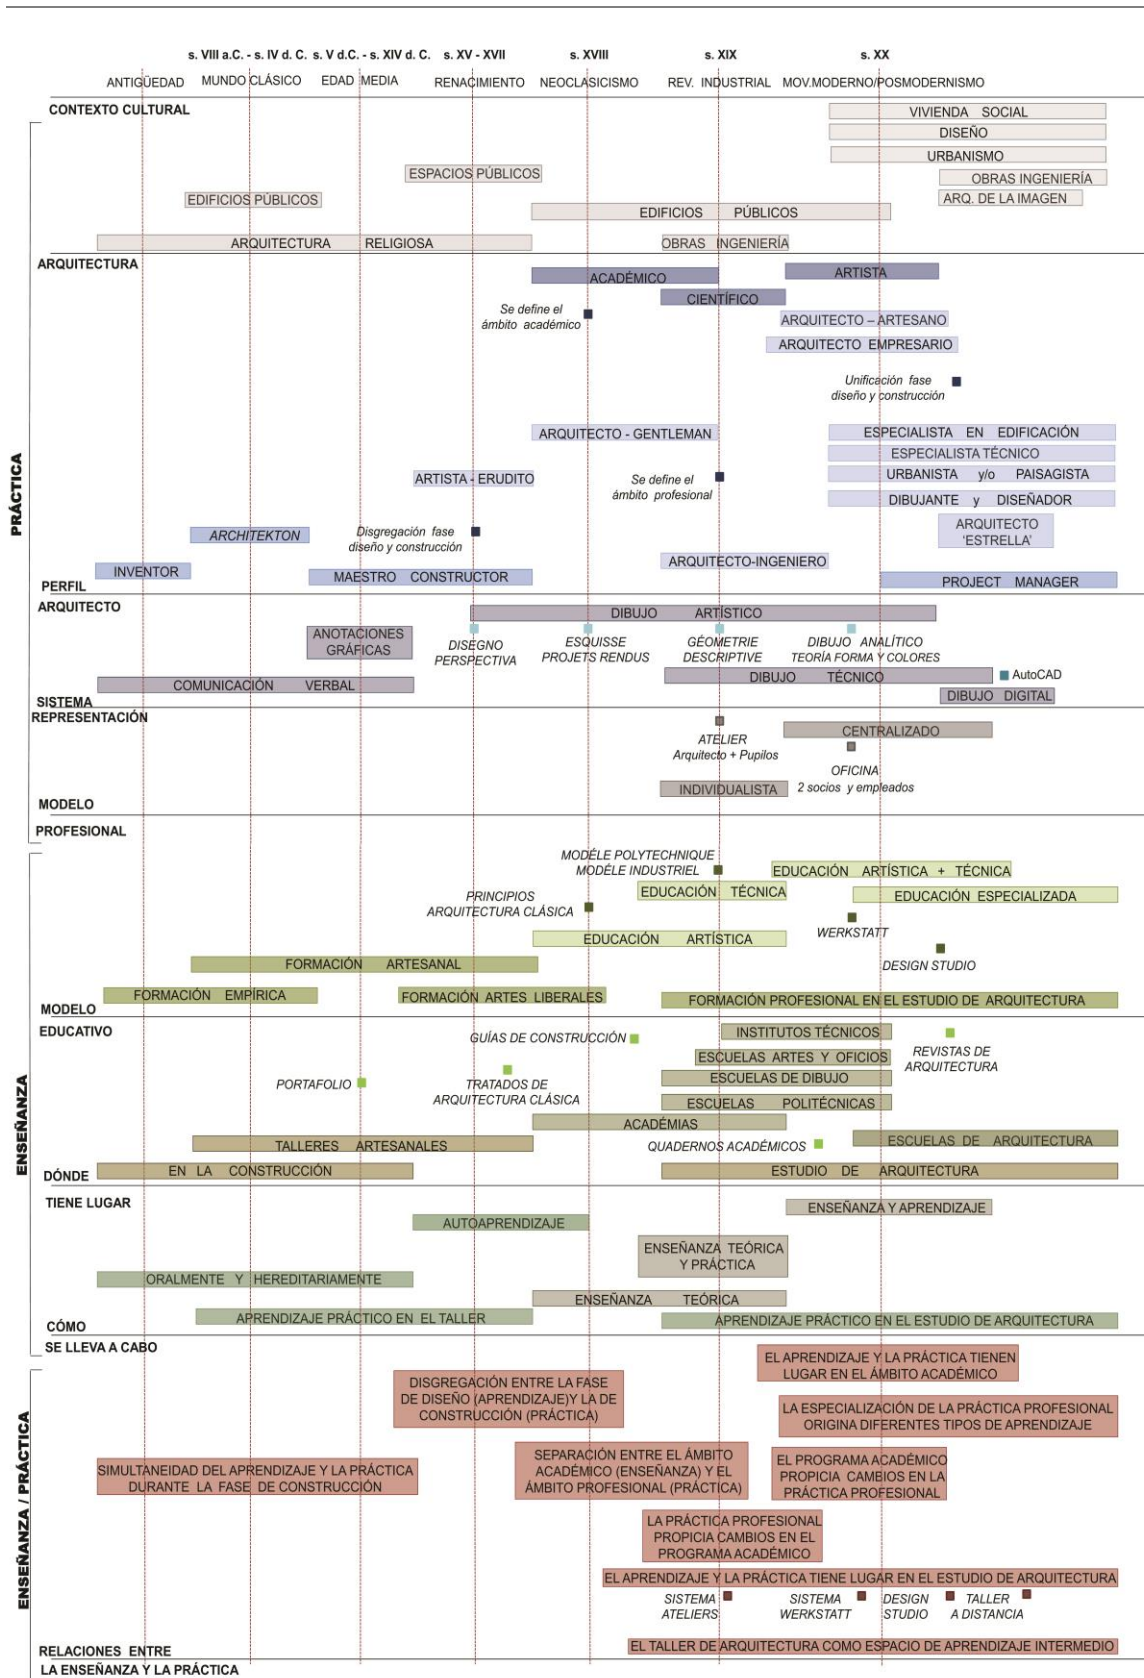 s. VIII a.C. - s. IV d. C.
s. V d.C. - s. XIV d. C.
s. XV - XVII
s. XVIII
s. XIX
s. XX
ANTIGÜEDAD
MUNDO CLÁSICO
EDAD MEDIA
RENACIMIENTO
NEOCLASICISMO
REV. INDUSTRIAL
MOV.MODERNO/POSMODERNISMO
CONTEXTO CULTURAL
VIVIENDA SOCIAL
DISEÑO
URBANISMO
ESPACIOS PÚBLICOS
OBRAS INGENIERÍA
EDIFICIOS PÚBLICOS
ARQ. DE LA IMAGEN
EDIFICIOS PÚBLICOS
ARQUITECTURA RELIGIOSA
OBRAS INGENIERÍA
ARQUITECTURA
ACADÉMICO
ARTISTA
CIENTÍFICO
Se define el
ámbito académico
ARQUITECTO – ARTESANO
ARQUITECTO EMPRESARIO
Unificación fase
diseño y construcción
ARQUITECTO - GENTLEMAN
ESPECIALISTA EN EDIFICACIÓN
ESPECIALISTA TÉCNICO
ARTISTA - ERUDITO
Se define el
ámbito profesional
URBANISTA y/o PAISAGISTA
DIBUJANTE y DISEÑADOR
PRÁCTICA
ARCHITEKTON
Disgregación fase
diseño y construcción
ARQUITECTO
'ESTRELLA'
ARQUITECTO-INGENIERO
INVENTOR
MAESTRO CONSTRUCTOR
PROJECT MANAGER
PERFIL
ARQUITECTO
DIBUJO ARTÍSTICO
ANOTACIONES
GRÁFICAS
DISEGNO
PERSPECTIVA
ESQUISSE
PROJETS RENDUS
GÉOMETRIE
DESCRIPTIVE
DIBUJO ANALÍTICO
TEORÍA FORMA Y COLORES
DIBUJO TÉCNICO
AutoCAD
COMUNICACIÓN VERBAL
DIBUJO DIGITAL
SISTEMA
REPRESENTACIÓN
ATELIER
Arquitecto + Pupilos
CENTRALIZADO
OFICINA
2 socios y empleados
INDIVIDUALISTA
MODELO
PROFESIONAL
MODÉLE POLYTECHNIQUE
MODÉLE INDUSTRIEL
EDUCACIÓN ARTÍSTICA + TÉCNICA
EDUCACIÓN TÉCNICA
EDUCACIÓN ESPECIALIZADA
PRINCIPIOS
ARQUITECTURA CLÁSICA
WERKSTATT
EDUCACIÓN ARTÍSTICA
DESIGN STUDIO
FORMACIÓN ARTESANAL
FORMACIÓN EMPÍRICA
FORMACIÓN ARTES LIBERALES
FORMACIÓN PROFESIONAL EN EL ESTUDIO DE ARQUITECTURA
MODELO
EDUCATIVO
ENSEÑANZA
INSTITUTOS TÉCNICOS
GUÍAS DE CONSTRUCCIÓN
REVISTAS DE
ARQUITECTURA
ESCUELAS ARTES Y OFICIOS
PORTAFOLIO
TRATADOS DE
ARQUITECTURA CLÁSICA
ESCUELAS DE DIBUJO
ESCUELAS POLITÉCNICAS
ACADÉMIAS
TALLERES ARTESANALES
QUADERNOS ACADÉMICOS
ESCUELAS DE ARQUITECTURA
EN LA CONSTRUCCIÓN
ESTUDIO DE ARQUITECTURA
DÓNDE
TIENE LUGAR
ENSEÑANZA Y APRENDIZAJE
AUTOAPRENDIZAJE
ENSEÑANZA TEÓRICA
Y PRÁCTICA
ORALMENTE Y HEREDITARIAMENTE
ENSEÑANZA TEÓRICA
APRENDIZAJE PRÁCTICO EN EL TALLER
APRENDIZAJE PRÁCTICO EN EL ESTUDIO DE ARQUITECTURA
CÓMO
SE LLEVA A CABO
EL APRENDIZAJE Y LA PRÁCTICA TIENEN
LUGAR EN EL ÁMBITO ACADÉMICO
DISGREGACIÓN ENTRE LA FASE
DE DISEÑO (APRENDIZAJE)Y LA DE
CONSTRUCCIÓN (PRÁCTICA)
LA ESPECIALIZACIÓN DE LA PRÁCTICA PROFESIONAL
ORIGINA DIFERENTES TIPOS DE APRENDIZAJE
ENSEÑANZA / PRÁCTICA
SIMULTANEIDAD DEL APRENDIZAJE Y LA PRÁCTICA
DURANTE LA FASE DE CONSTRUCCIÓN
SEPARACIÓN ENTRE EL ÁMBITO
ACADÉMICO (ENSEÑANZA) Y EL
ÁMBITO PROFESIONAL (PRÁCTICA)
EL PROGRAMA ACADÉMICO
PROPICIA CAMBIOS EN LA
PRÁCTICA PROFESIONAL
LA PRÁCTICA PROFESIONAL
PROPICIA CAMBIOS EN EL
PROGRAMA ACADÉMICO
EL APRENDIZAJE Y LA PRÁCTICA TIENE LUGAR EN EL ESTUDIO DE ARQUITECTURA
SISTEMA
ATELIERS
SISTEMA
WERKSTATT
DESIGN
STUDIO
TALLER
A DISTANCIA
EL TALLER DE ARQUITECTURA COMO ESPACIO DE APRENDIZAJE INTERMEDIO
RELACIONES ENTRE
LA ENSEÑANZA Y LA PRÁCTICA